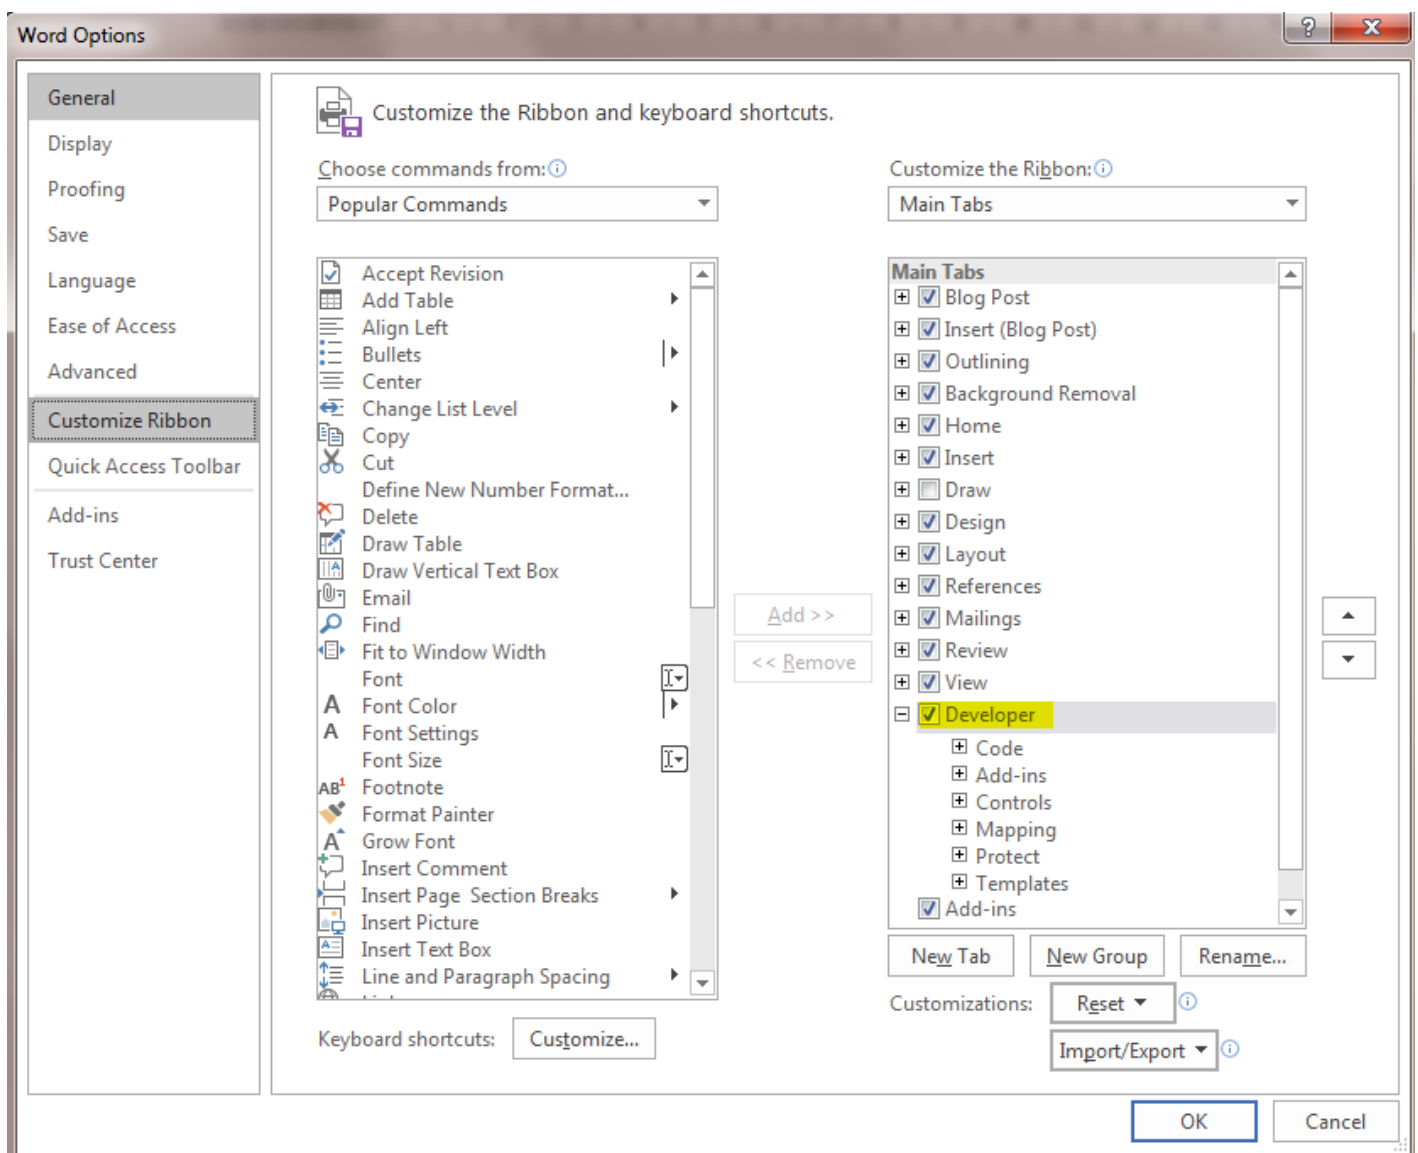 Word Options
General
Display
Proofing
Save
Language
Ease of Access
Advanced
Customize Ribbon
Quick Access Toolbar
Add-ins
Trust Center
Customize the Ribbon and keyboard shortcuts.
Choose commands from:
Popular Commands
Accept Revision
Add Table
Align Left
Bullets
Center
Change List Level
Copy
Cut
Define New Number Format...
Delete
Draw Table
Draw Vertical Text Box
Email
Find
Fit to Window Width
Font
Font Color
Font Settings
Font Size
Footnote
Format Painter
Grow Font
Insert Comment
Insert Page  Section Breaks
Insert Picture
Insert Text Box
Line and Paragraph Spacing
Keyboard shortcuts: Customize...
Add >>
<< Remove
Customize the Ribbon:
Main Tabs
Main Tabs
Blog Post
Insert (Blog Post)
Outlining
Background Removal
Home
Insert
Draw
Design
Layout
References
Mailings
Review
View
Developer
Code
Add-ins
Controls
Mapping
Protect
Templates
Add-ins
New Tab New Group Rename...
Customizations: Reset
Import/Export
OK Cancel